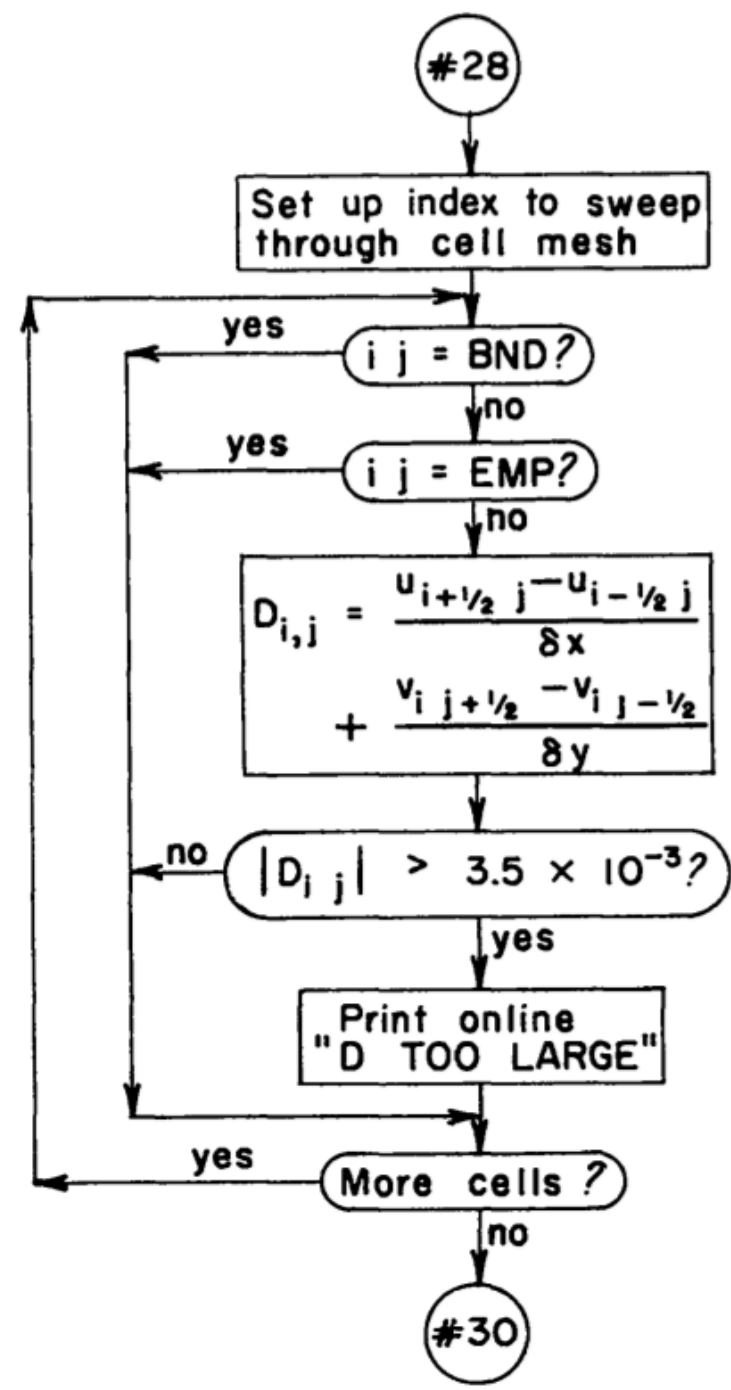 #28
Set up index to sweep
through cell mesh
yes
i j = BND?
no
yes
i j = EMP?
no
D_{i,j} = \frac{u_{i+1/2 j} - u_{i-1/2 j}}{δx}
+ \frac{v_{i j+1/2} - v_{i j-1/2}}{δy}
no
|D_{i j}| > 3.5 × 10^{-3}?
yes
Print online
"D TOO LARGE"
yes
More cells ?
no
#30